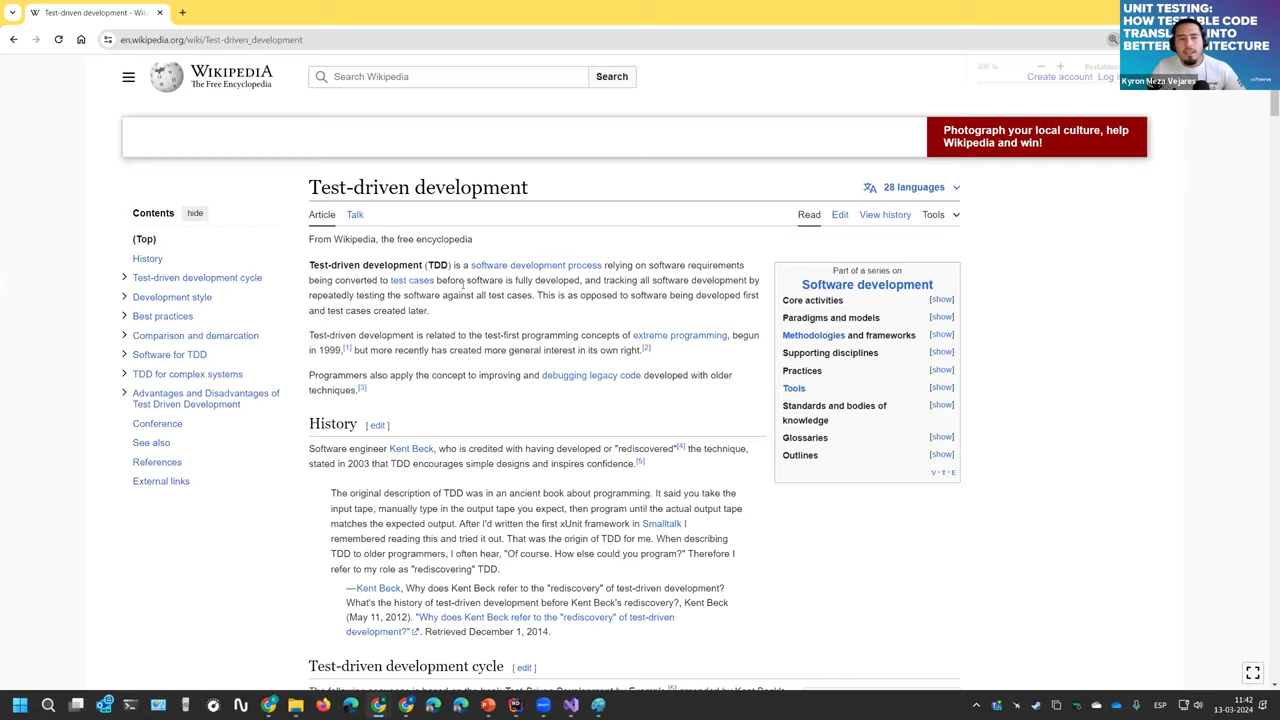 Test-driven development - Wiki
en.wikipedia.org/wiki/Test-driven_development
UNIT TESTING:
HOW TESTABLE CODE
TRANSL INTO
BETTER ARCHITECTURE
Kyron Meza Vejares
softserve
WIKIPEDIA
The Free Encyclopedia
Search Wikipedia
Search
200 %
Restablecer
Create account Log i
Photograph your local culture, help
Wikipedia and win!
Test-driven development
28 languages
Article Talk
Read Edit View history Tools
From Wikipedia, the free encyclopedia
Contents hide
(Top)
History
Test-driven development cycle
Development style
Best practices
Comparison and demarcation
Software for TDD
TDD for complex systems
Advantages and Disadvantages of
Test Driven Development
Conference
See also
References
External links
Test-driven development (TDD) is a software development process relying on software requirements
being converted to test cases before software is fully developed, and tracking all software development by
repeatedly testing the software against all test cases. This is as opposed to software being developed first
and test cases created later.
Test-driven development is related to the test-first programming concepts of extreme programming, begun
in 1999,[1] but more recently has created more general interest in its own right.[2]
Programmers also apply the concept to improving and debugging legacy code developed with older
techniques.[3]
Part of a series on
Software development
Core activities [show]
Paradigms and models [show]
Methodologies and frameworks [show]
Supporting disciplines [show]
Practices [show]
Tools [show]
Standards and bodies of [show]
knowledge
Glossaries [show]
Outlines [show]
V·T·E
History [ edit ]
Software engineer Kent Beck, who is credited with having developed or "rediscovered"[4] the technique,
stated in 2003 that TDD encourages simple designs and inspires confidence.[5]
The original description of TDD was in an ancient book about programming. It said you take the
input tape, manually type in the output tape you expect, then program until the actual output tape
matches the expected output. After I'd written the first xUnit framework in Smalltalk I
remembered reading this and tried it out. That was the origin of TDD for me. When describing
TDD to older programmers, I often hear, "Of course. How else could you program?" Therefore I
refer to my role as "rediscovering" TDD.
—Kent Beck, Why does Kent Beck refer to the "rediscovery" of test-driven development?
What's the history of test-driven development before Kent Beck's rediscovery?, Kent Beck
(May 11, 2012). "Why does Kent Beck refer to the "rediscovery" of test-driven
development?". Retrieved December 1, 2014.
Test-driven development cycle [ edit ]
11:42
13-03-2024